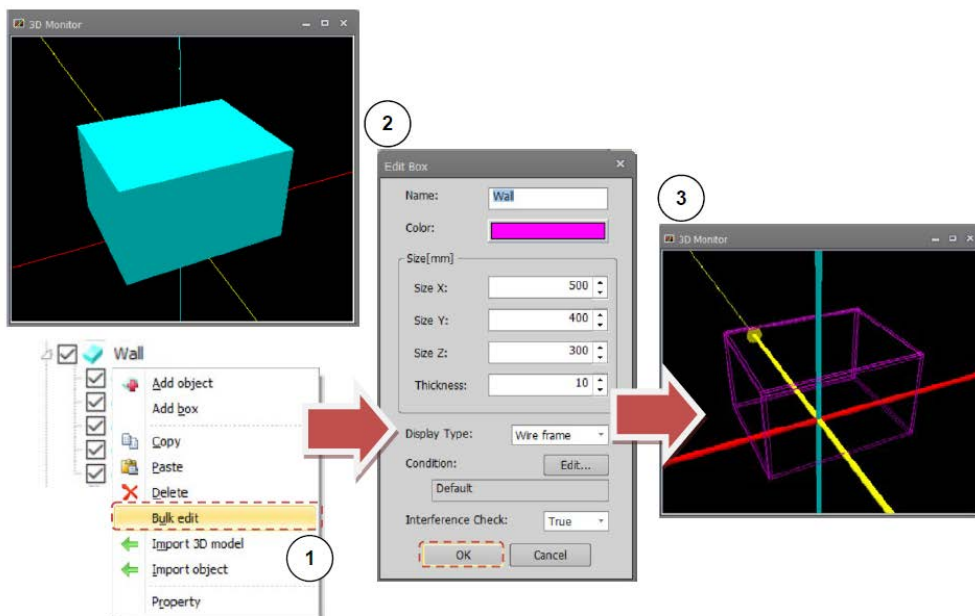 3D Monitor
2
Edit Box
Name: Wall
Color:
Size[mm]
Size X: 500
Size Y: 400
Size Z: 300
Thickness: 10
Display Type: Wire frame
Condition: Edit...
Default
Interference Check: True
OK Cancel
3
3D Monitor
Wall
Add object
Add box
Copy
Paste
Delete
Bulk edit
Import 3D model
Import object
Property
1